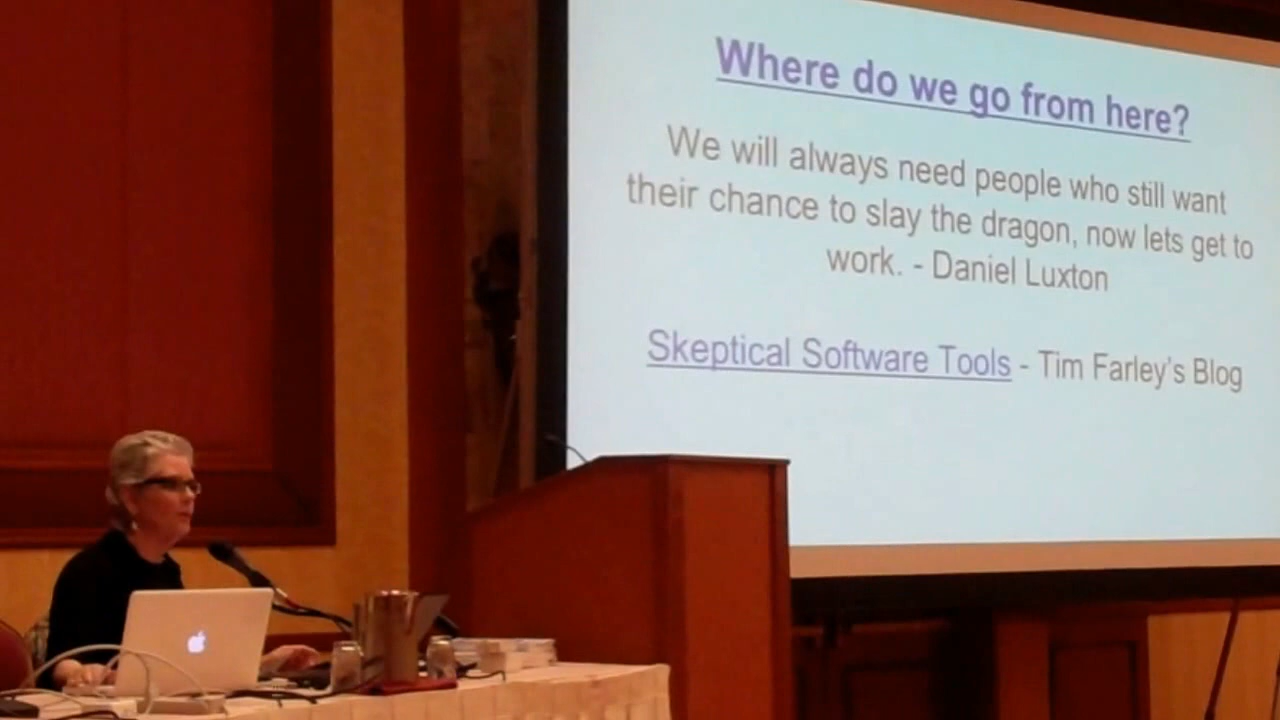 Where do we go from here?
We will always need people who still want
their chance to slay the dragon, now lets get to
work. - Daniel Luxton
Skeptical Software Tools - Tim Farley's Blog